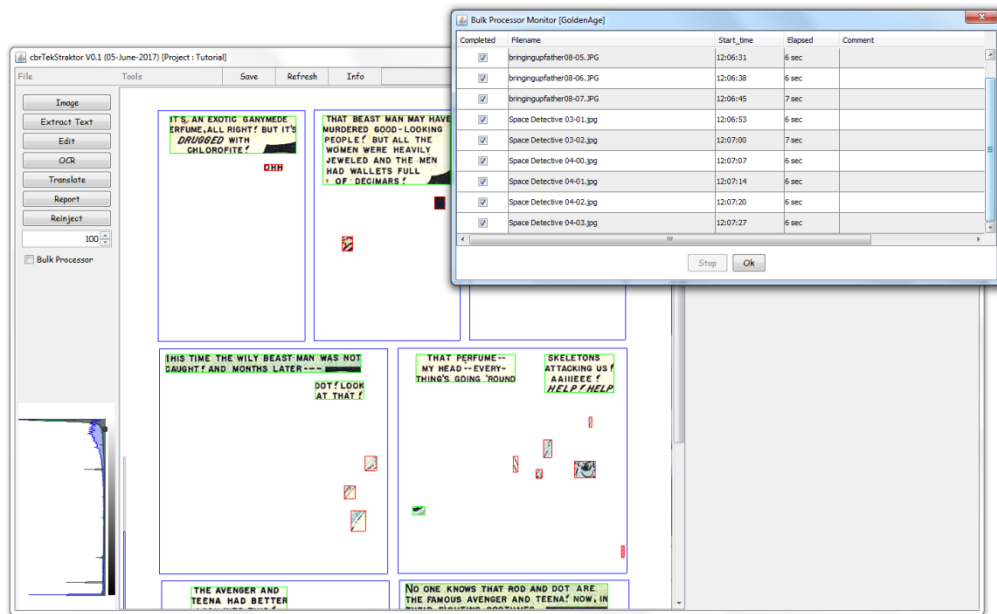 Bulk Processor Monitor [GoldenAge]
Completed Filename Start_time Elapsed Comment
bringingupfather08-05.JPG 12:06:31 6 sec
bringingupfather08-06.JPG 12:06:38 6 sec
bringingupfather08-07.JPG 12:06:45 7 sec
Space Detective 03-01.jpg 12:06:53 6 sec
Space Detective 03-02.jpg 12:07:00 7 sec
Space Detective 04-00.jpg 12:07:07 6 sec
Space Detective 04-01.jpg 12:07:14 6 sec
Space Detective 04-02.jpg 12:07:20 6 sec
Space Detective 04-03.jpg 12:07:27 6 sec
Stop Ok
cbrTekStraktor V0.1 (05-June-2017) [Project : Tutorial]
File Tools Save Refresh Info
Image
Extract Text
Edit
OCR
Translate
Report
Reinject
100
Bulk Processor
IT'S AN EXOTIC GANYMEDE
ERFUME, ALL RIGHT! BUT IT'S
DRUGGED WITH
CHLOROFITE!
OHH
THAT BEAST MAN MAY HAVE
MURDERED GOOD-LOOKING
PEOPLE! BUT ALL THE
WOMEN WERE HEAVILY
JEWELED AND THE MEN
HAD WALLETS FULL
OF DECIMARS!
THIS TIME THE WILY BEAST-MAN WAS NOT
CAUGHT! AND MONTHS LATER---
DOT! LOOK
AT THAT!
THAT PERFUME--
MY HEAD--EVERY-
THING'S GOING 'ROUND
SKELETONS
ATTACKING US!
AAIIIEEE!
HELP! HELP
THE AVENGER AND
TEENA HAD BETTER
NO ONE KNOWS THAT ROD AND DOT ARE
THE FAMOUS AVENGER AND TEENA! NOW, IN